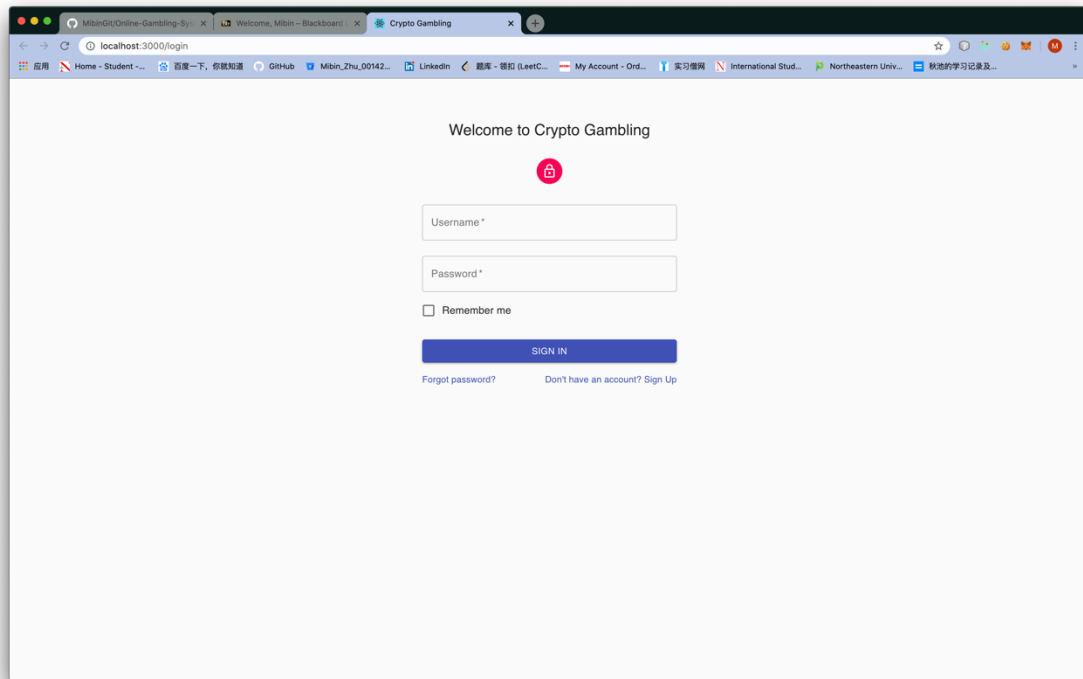 MibinGit/Online-Gambling-Sys
Welcome, Mibin – Blackboard
Crypto Gambling
localhost:3000/login
M
应用
Home - Student -...
百度一下，你就知道
GitHub
Mibin_Zhu_00142...
LinkedIn
题库 - 领扣 (LeetC...
My Account - Ord...
实习僧网
International Stud...
Northeastern Univ...
秋池的学习记录及...
»
Welcome to Crypto Gambling
Username *
Password *
Remember me
SIGN IN
Forgot password?
Don't have an account? Sign Up